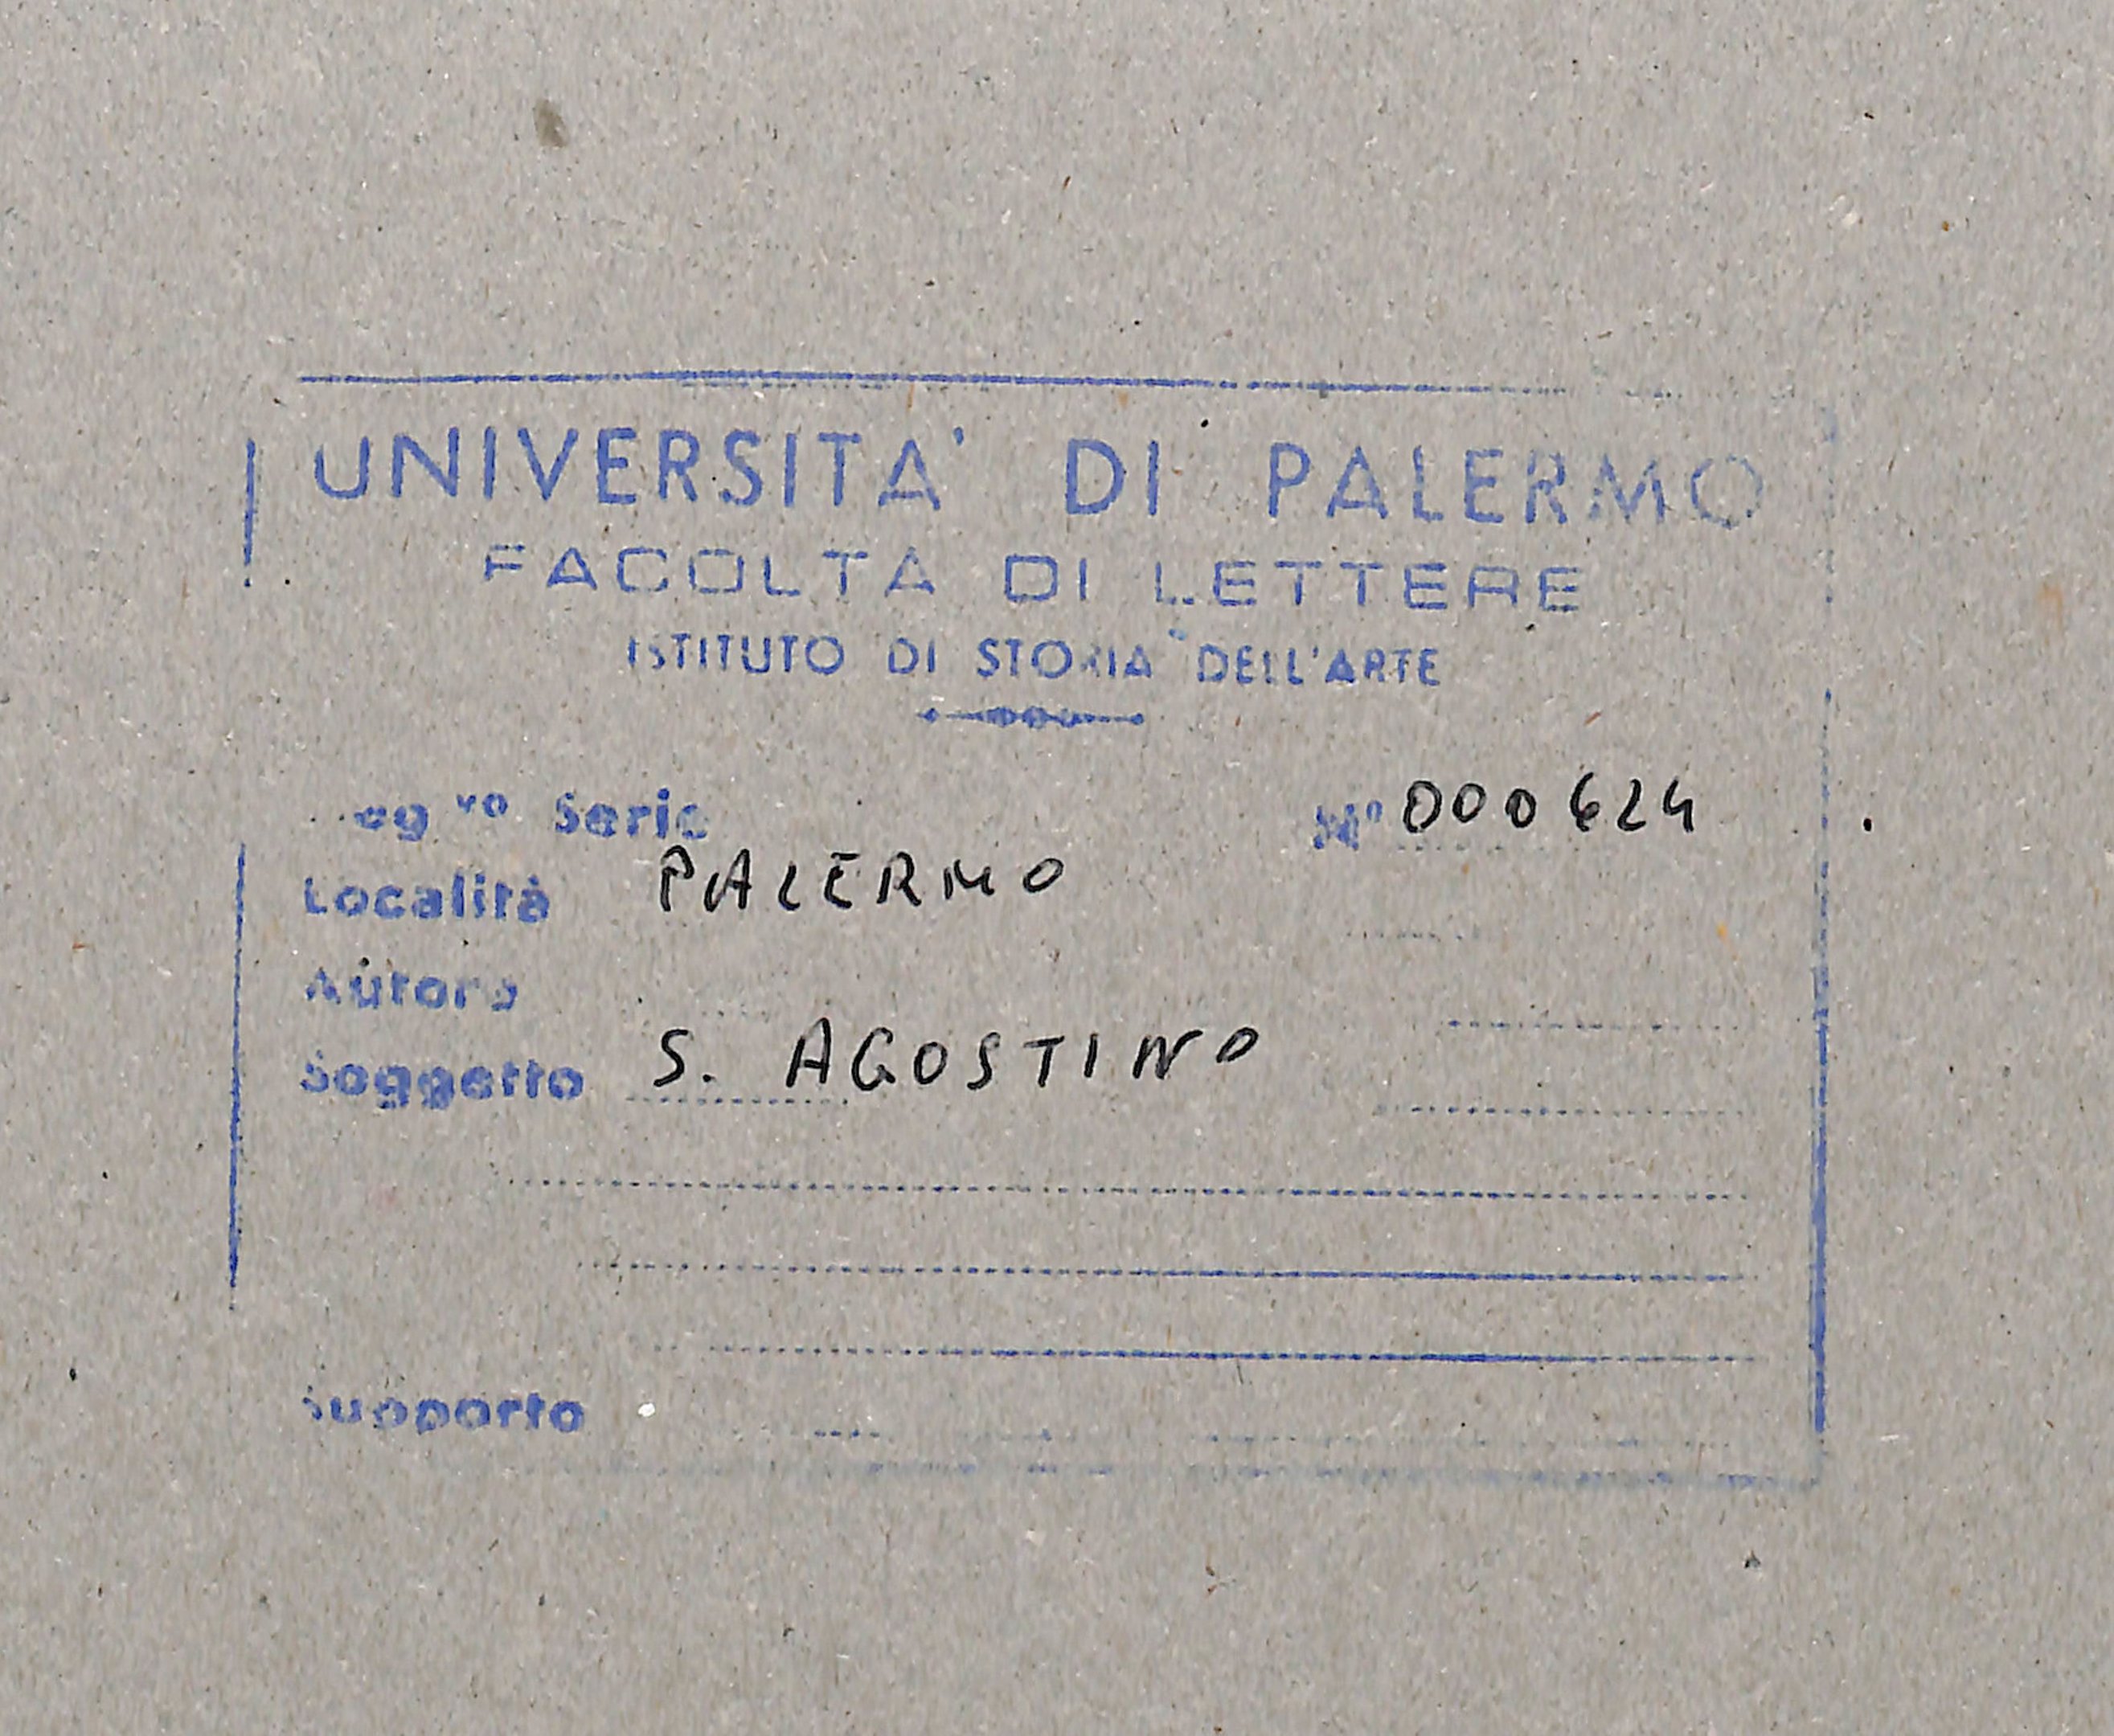 UNIVERSITA' DI PALERMO
FACOLTA DI LETTERE
ISTITUTO DI STORIA DELL'ARTE
Serie Nº 000624
Località PALERMO
Autore
Soggetto S. AGOSTINO
Supporto